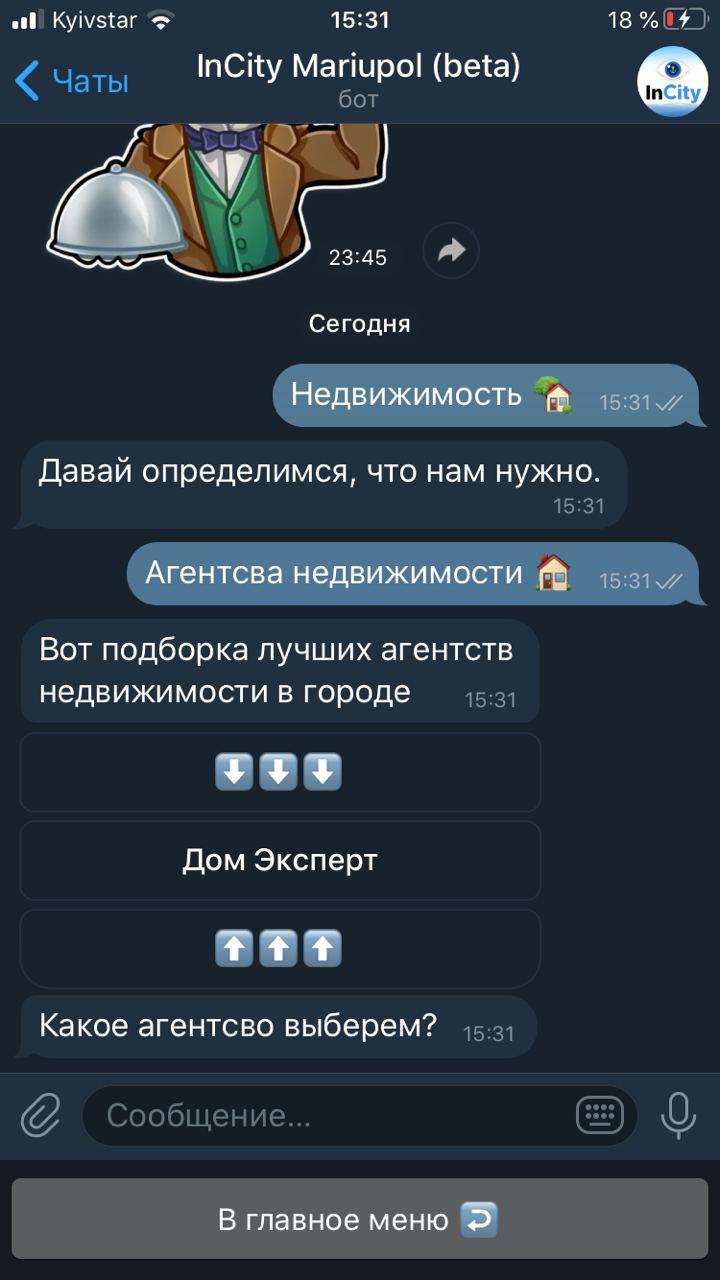 Kyivstar
15:31
18 %
Чаты
InCity Mariupol (beta)
бот
InCity
23:45
Сегодня
Недвижимость 🏡 15:31
Давай определимся, что нам нужно.
15:31
Агентсва недвижимости 🏠 15:31
Вот подборка лучших агентств
недвижимости в городе 15:31
⬇️⬇️⬇️
Дом Эксперт
⬆️⬆️⬆️
Какое агентсво выберем? 15:31
Сообщение...
В главное меню ↩️